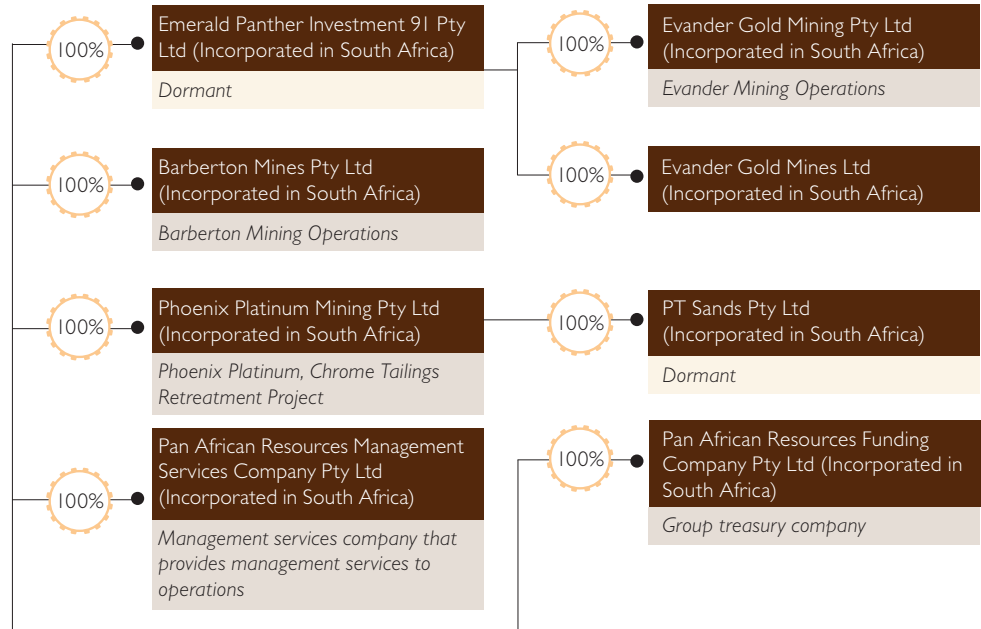 100%
Emerald Panther Investment 91 Pty
Ltd (Incorporated in South Africa)
Dormant
100%
Evander Gold Mining Pty Ltd
(Incorporated in South Africa)
Evander Mining Operations
100%
Barberton Mines Pty Ltd
(Incorporated in South Africa)
Barberton Mining Operations
100%
Evander Gold Mines Ltd
(Incorporated in South Africa)
100%
Phoenix Platinum Mining Pty Ltd
(Incorporated in South Africa)
Phoenix Platinum, Chrome Tailings
Retreatment Project
100%
PT Sands Pty Ltd
(Incorporated in South Africa)
Dormant
100%
Pan African Resources Management
Services Company Pty Ltd
(Incorporated in South Africa)
Management services company that
provides management services to
operations
100%
Pan African Resources Funding
Company Pty Ltd (Incorporated in
South Africa)
Group treasury company